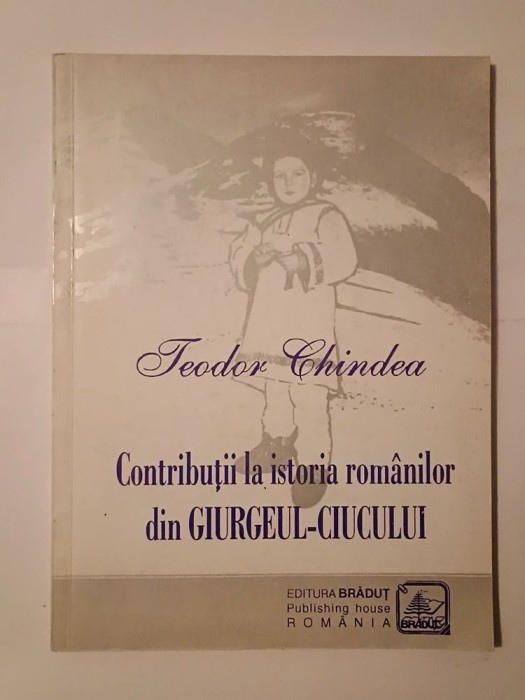 Teodor Chindea
Contribuții la istoria românilor
din GIURGEUL-CIUCULUI
EDITURA BRĂDUȚ
Publishing house
ROMÂNIA
BRĂDUȚ